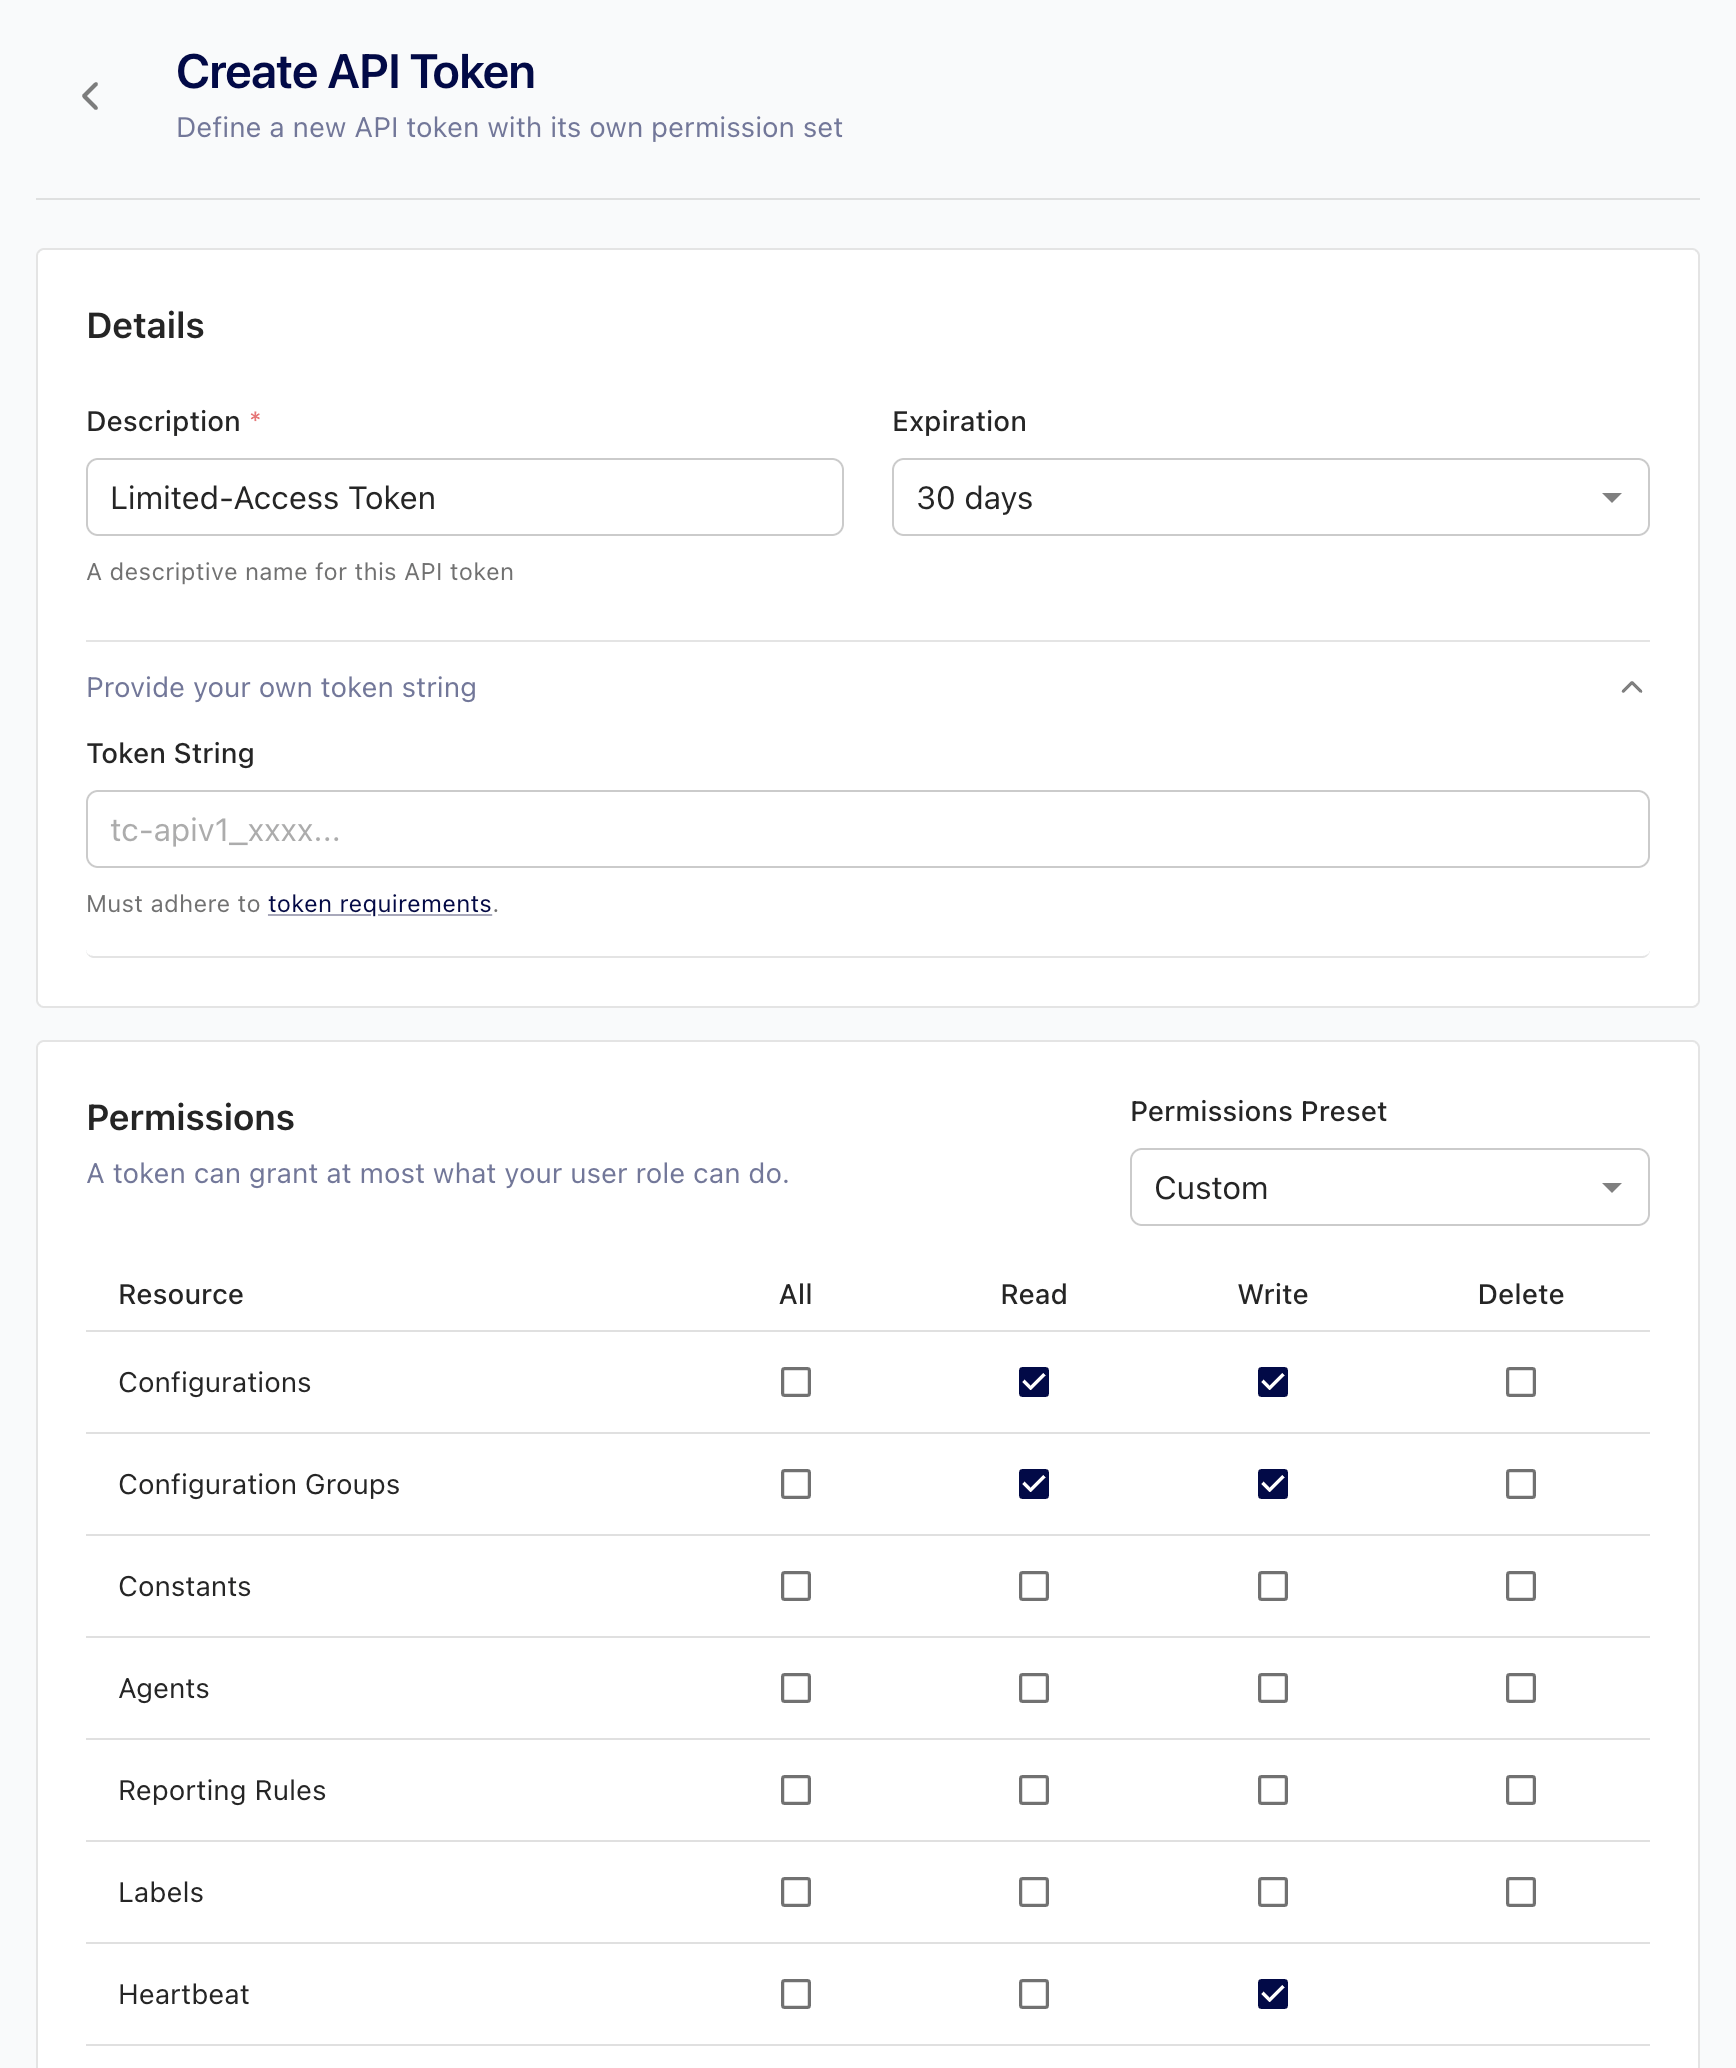 Create API Token
Define a new API token with its own permission set
Details
Description *
Expiration
Limited-Access Token
30 days
A descriptive name for this API token
Provide your own token string
Token String
tc-apiv1_xxxx...
Must adhere to token requirements.
Permissions
Permissions Preset
A token can grant at most what your user role can do.
Custom
Resource All Read Write Delete
Configurations
Configuration Groups
Constants
Agents
Reporting Rules
Labels
Heartbeat